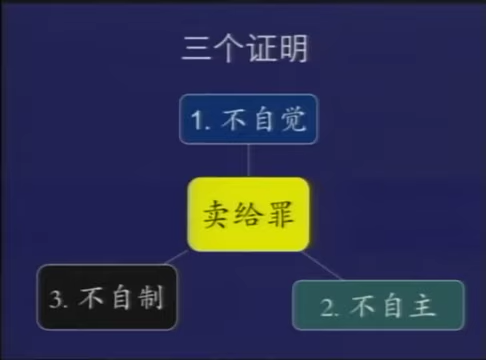 三个证明
1. 不自觉
卖给罪
2. 不自主
3. 不自制